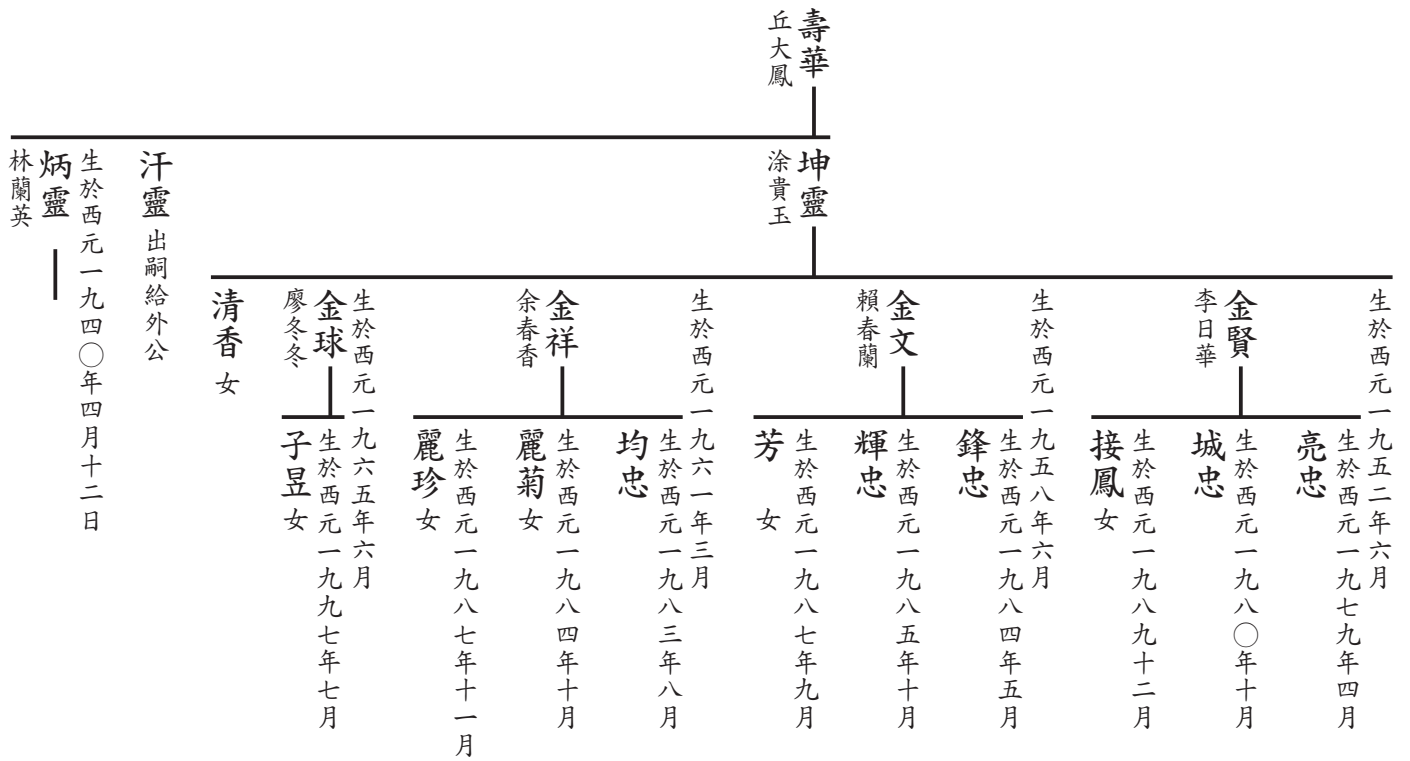 壽華
丘大鳳
坤靈
涂貴玉
汗靈 出嗣給外公
生於西元一九四〇年四月十二日
炳靈
林蘭英
生於西元一九五二年六月
金賢
李日華
生於西元一九五八年六月
金文
賴春蘭
生於西元一九六一年三月
金祥
余春香
生於西元一九六五年六月
金球
廖冬冬
清香 女
生於西元一九七九年四月
亮忠
生於西元一九八〇年十月
城忠
生於西元一九八九十二月
接鳳 女
生於西元一九八四年五月
鋒忠
生於西元一九八五年十月
輝忠
生於西元一九八七年九月
芳 女
生於西元一九八三年八月
均忠
生於西元一九八四年十月
麗菊 女
生於西元一九八七年十一月
麗珍 女
生於西元一九九七年七月
子昱 女